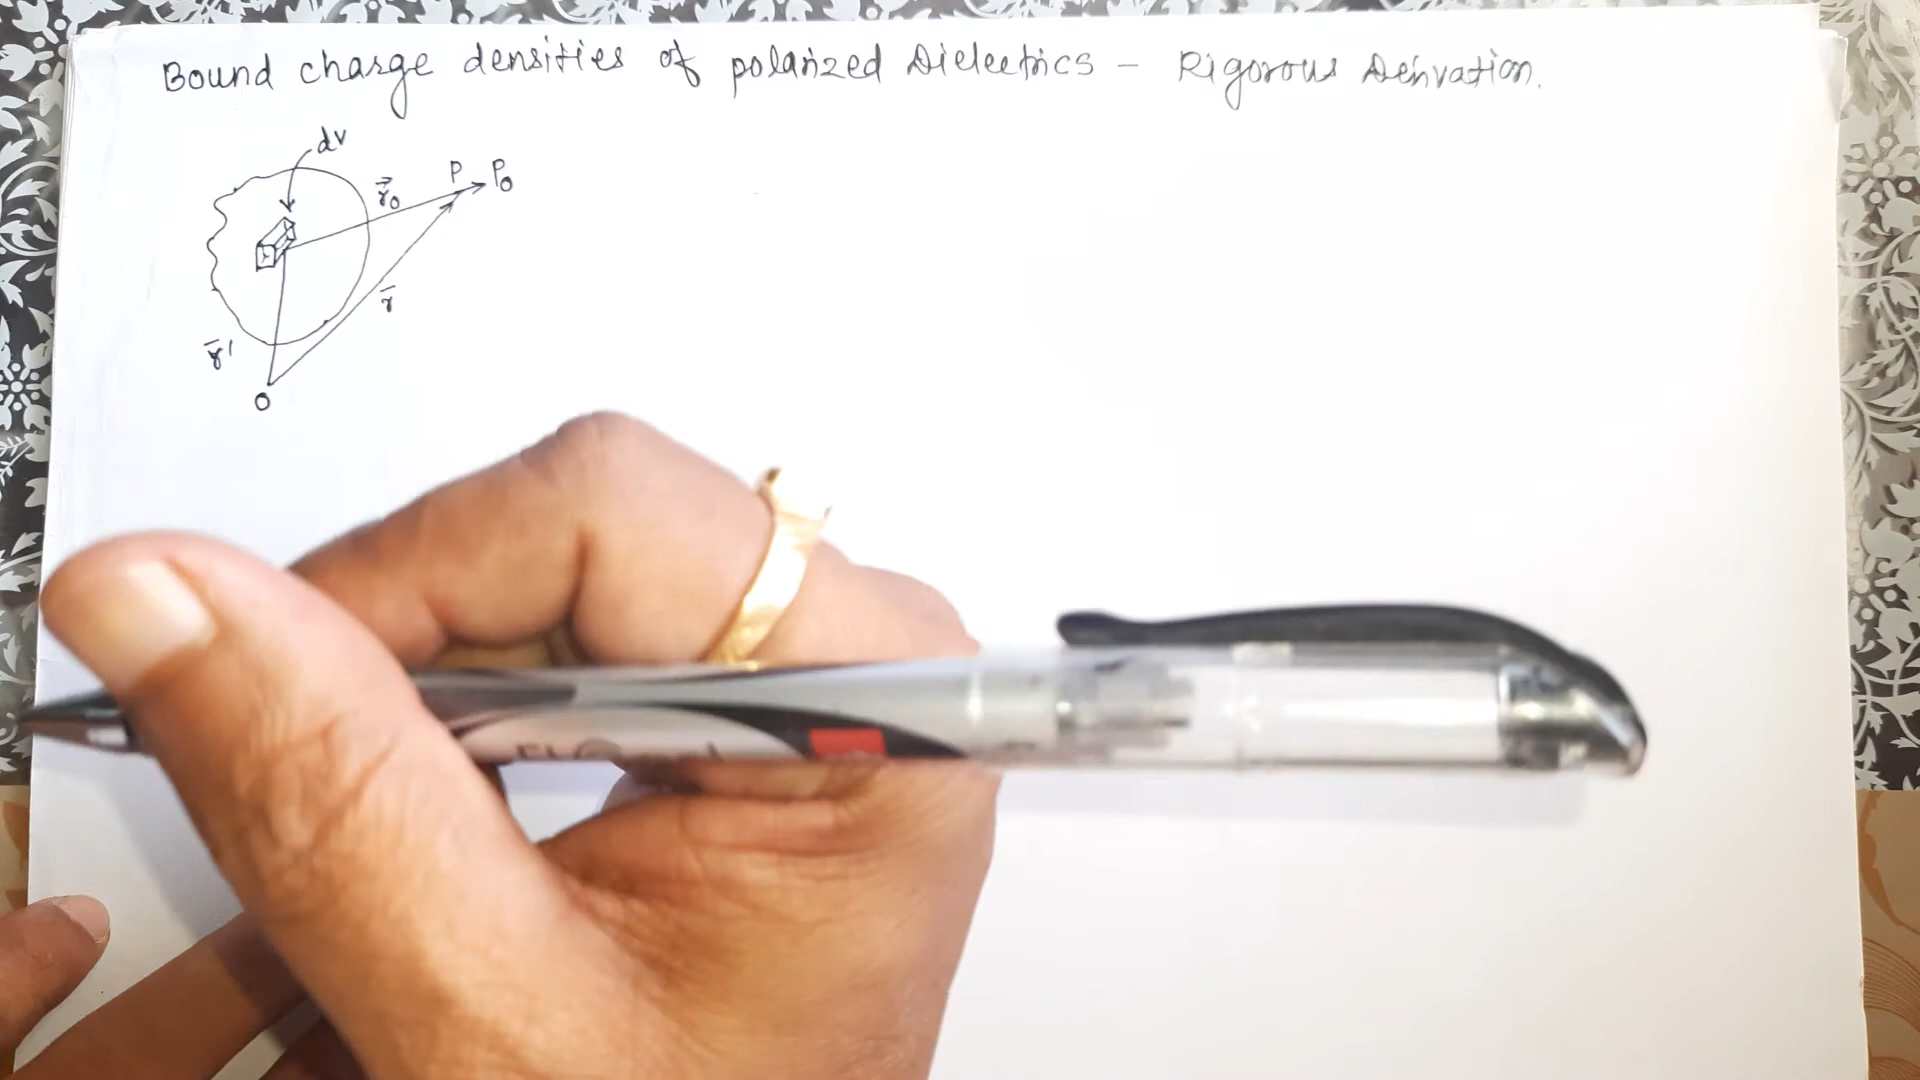 Bound charge densities of polarized Dielectrics - Rigorous Derivation.
dv
P P₀
r⃗₀
r̅
r̅'
O